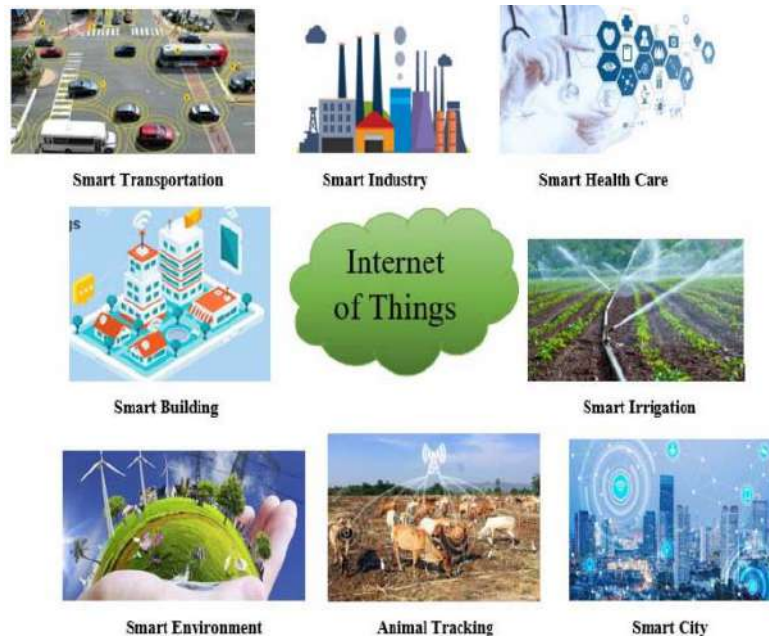 Smart Transportation
Smart Industry
Smart Health Care
gs
Internet
of Things
Smart Building
Smart Irrigation
Smart Environment
Animal Tracking
Smart City